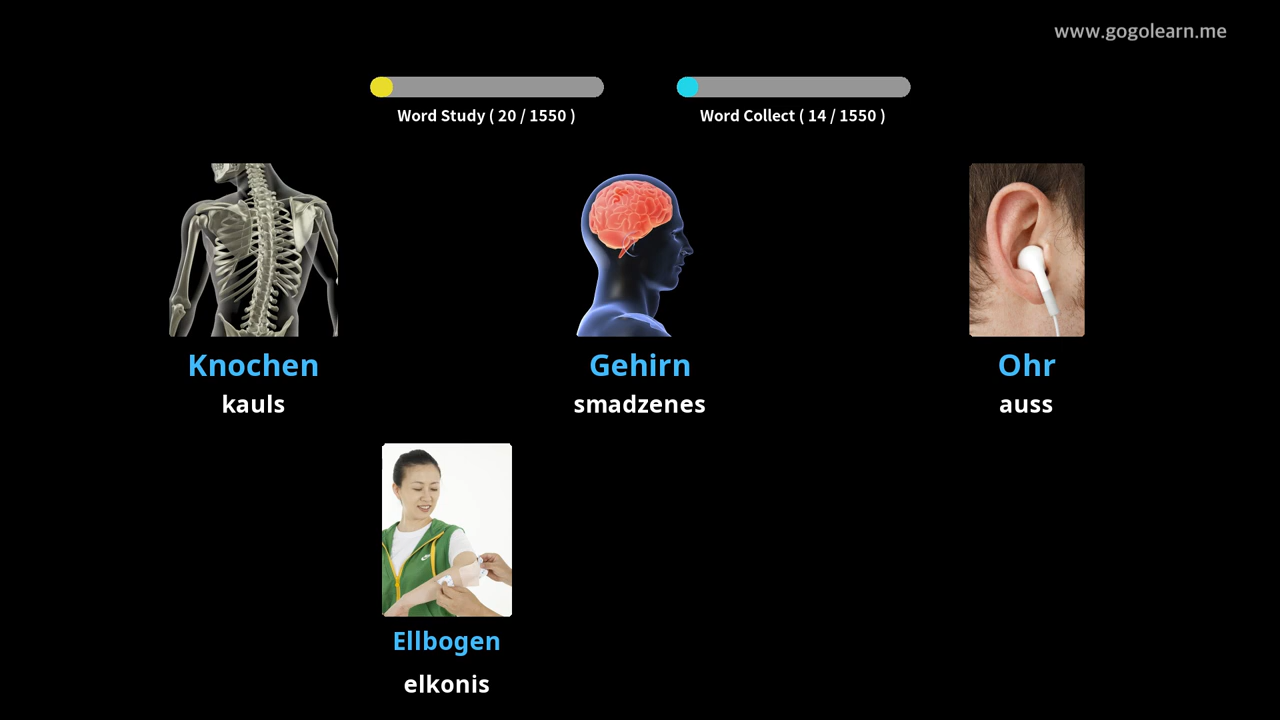 www.gogolearn.me
Word Study ( 20 / 1550 )
Word Collect ( 14 / 1550 )
Knochen
kauls
Gehirn
smadzenes
Ohr
auss
Ellbogen
elkonis